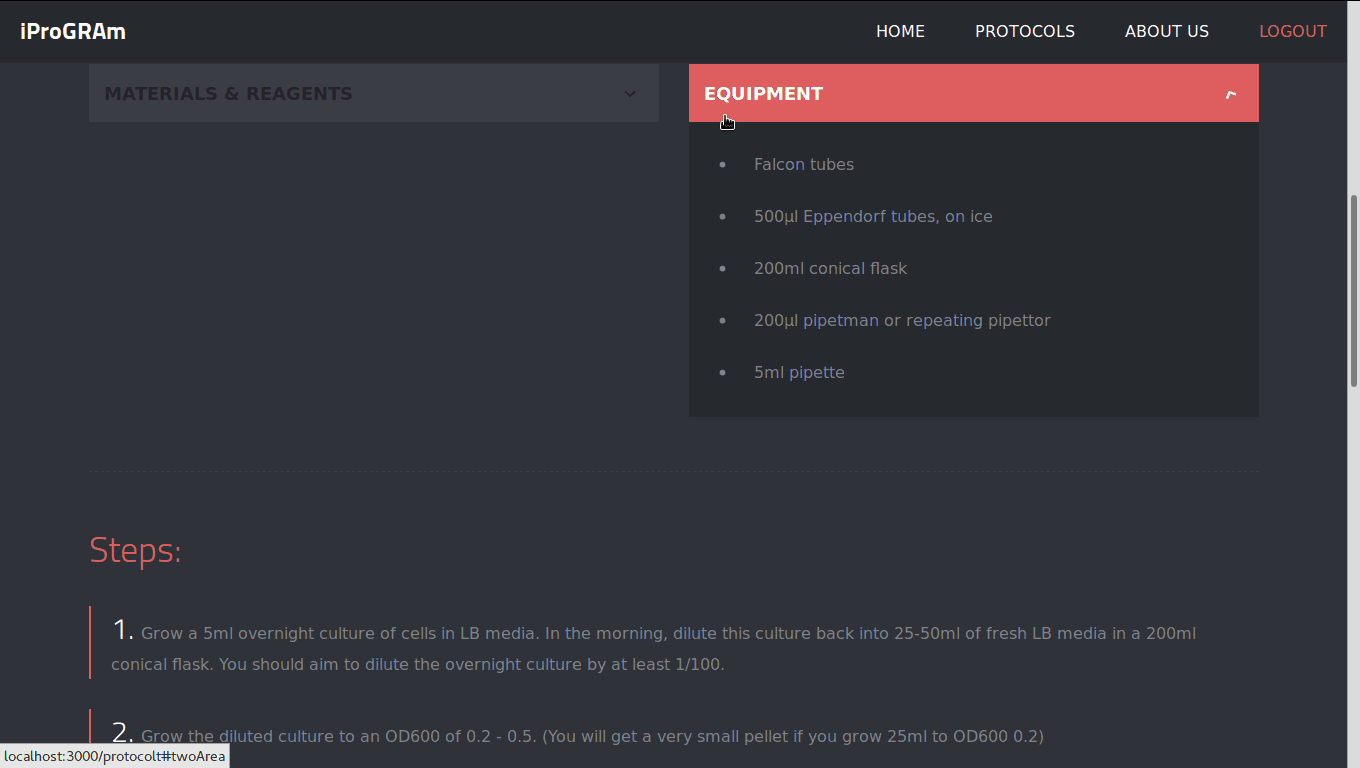 iProGRAm
HOME PROTOCOLS ABOUT US LOGOUT
MATERIALS & REAGENTS
EQUIPMENT
Falcon tubes
500µl Eppendorf tubes, on ice
200ml conical flask
200µl pipetman or repeating pipettor
5ml pipette
Steps:
1. Grow a 5ml overnight culture of cells in LB media. In the morning, dilute this culture back into 25-50ml of fresh LB media in a 200ml
conical flask. You should aim to dilute the overnight culture by at least 1/100.
2. Grow the diluted culture to an OD600 of 0.2 - 0.5. (You will get a very small pellet if you grow 25ml to OD600 0.2)
localhost:3000/protocolt#twoArea